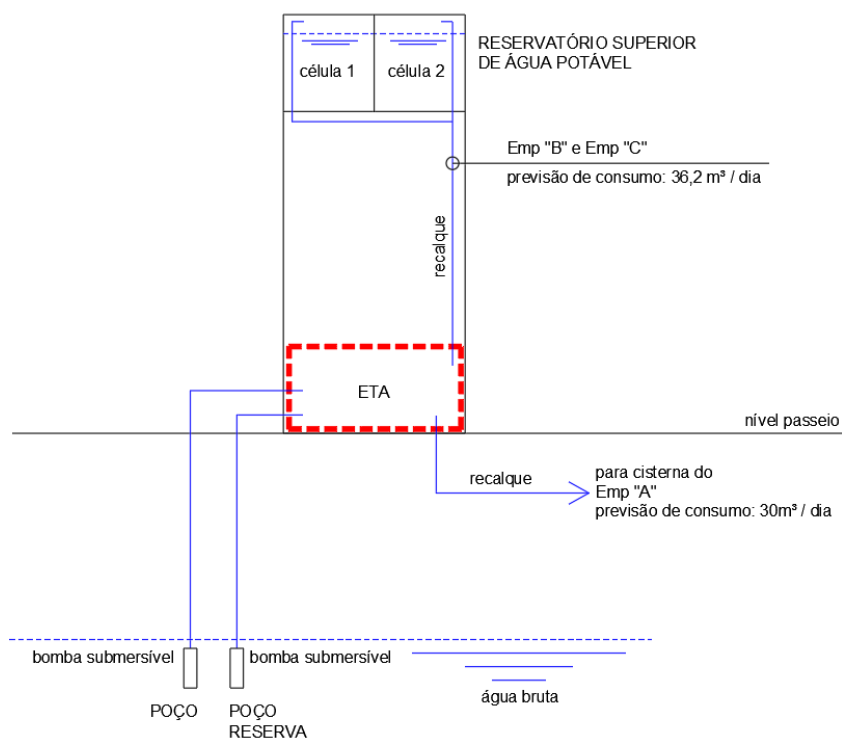 RESERVATÓRIO SUPERIOR
DE ÁGUA POTÁVEL
célula 1
célula 2
Emp "B" e Emp "C"
previsão de consumo: 36,2 m³ / dia
recalque
ETA
nível passeio
recalque
para cisterna do
Emp "A"
previsão de consumo: 30m³ / dia
bomba submersível
bomba submersível
água bruta
POÇO
POÇO
RESERVA